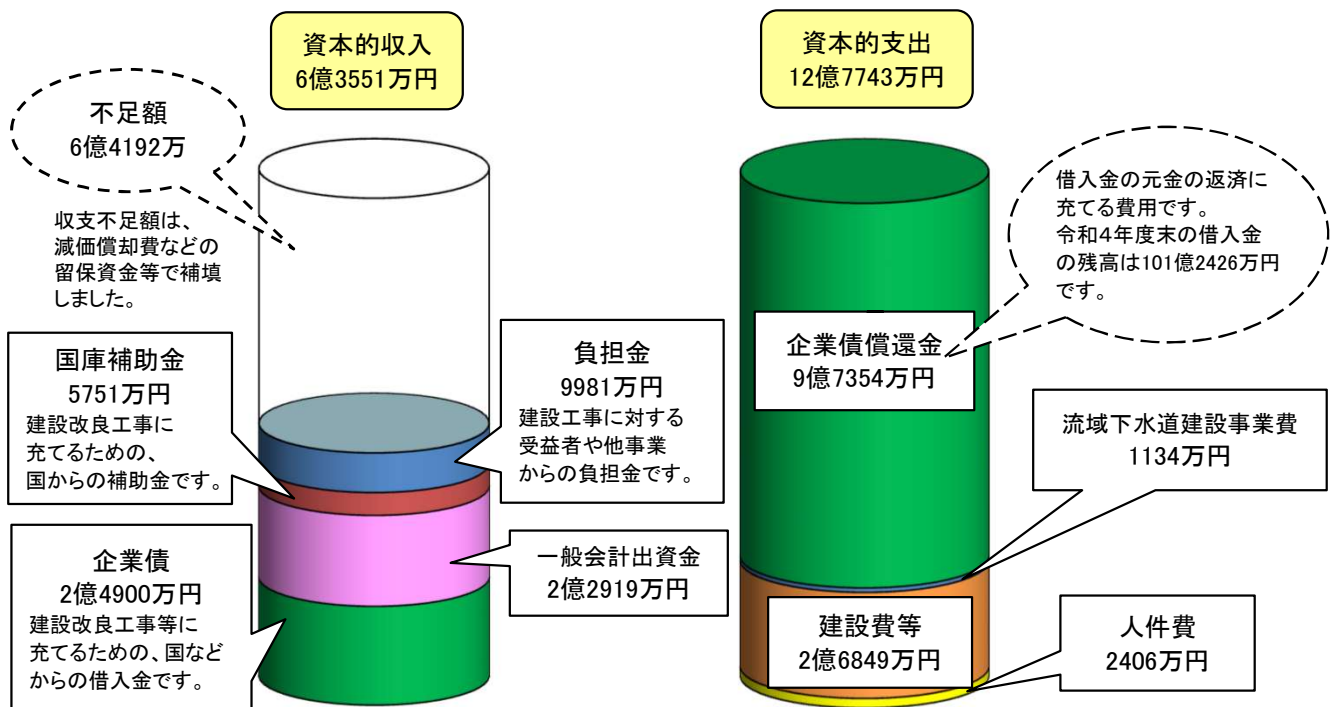 資本的収入
6億3551万円
資本的支出
12億7743万円
不足額
6億4192万
収支不足額は、
減価償却費などの
留保資金等で補填
しました。
借入金の元金の返済に
充てる費用です。
令和4年度末の借入金
の残高は101億2426万円
です。
国庫補助金
5751万円
建設改良工事に
充てるための、
国からの補助金です。
負担金
9981万円
建設工事に対する
受益者や他事業
からの負担金です。
企業債償還金
9億7354万円
流域下水道建設事業費
1134万円
企業債
2億4900万円
建設改良工事等に
充てるための、国など
からの借入金です。
一般会計出資金
2億2919万円
建設費等
2億6849万円
人件費
2406万円